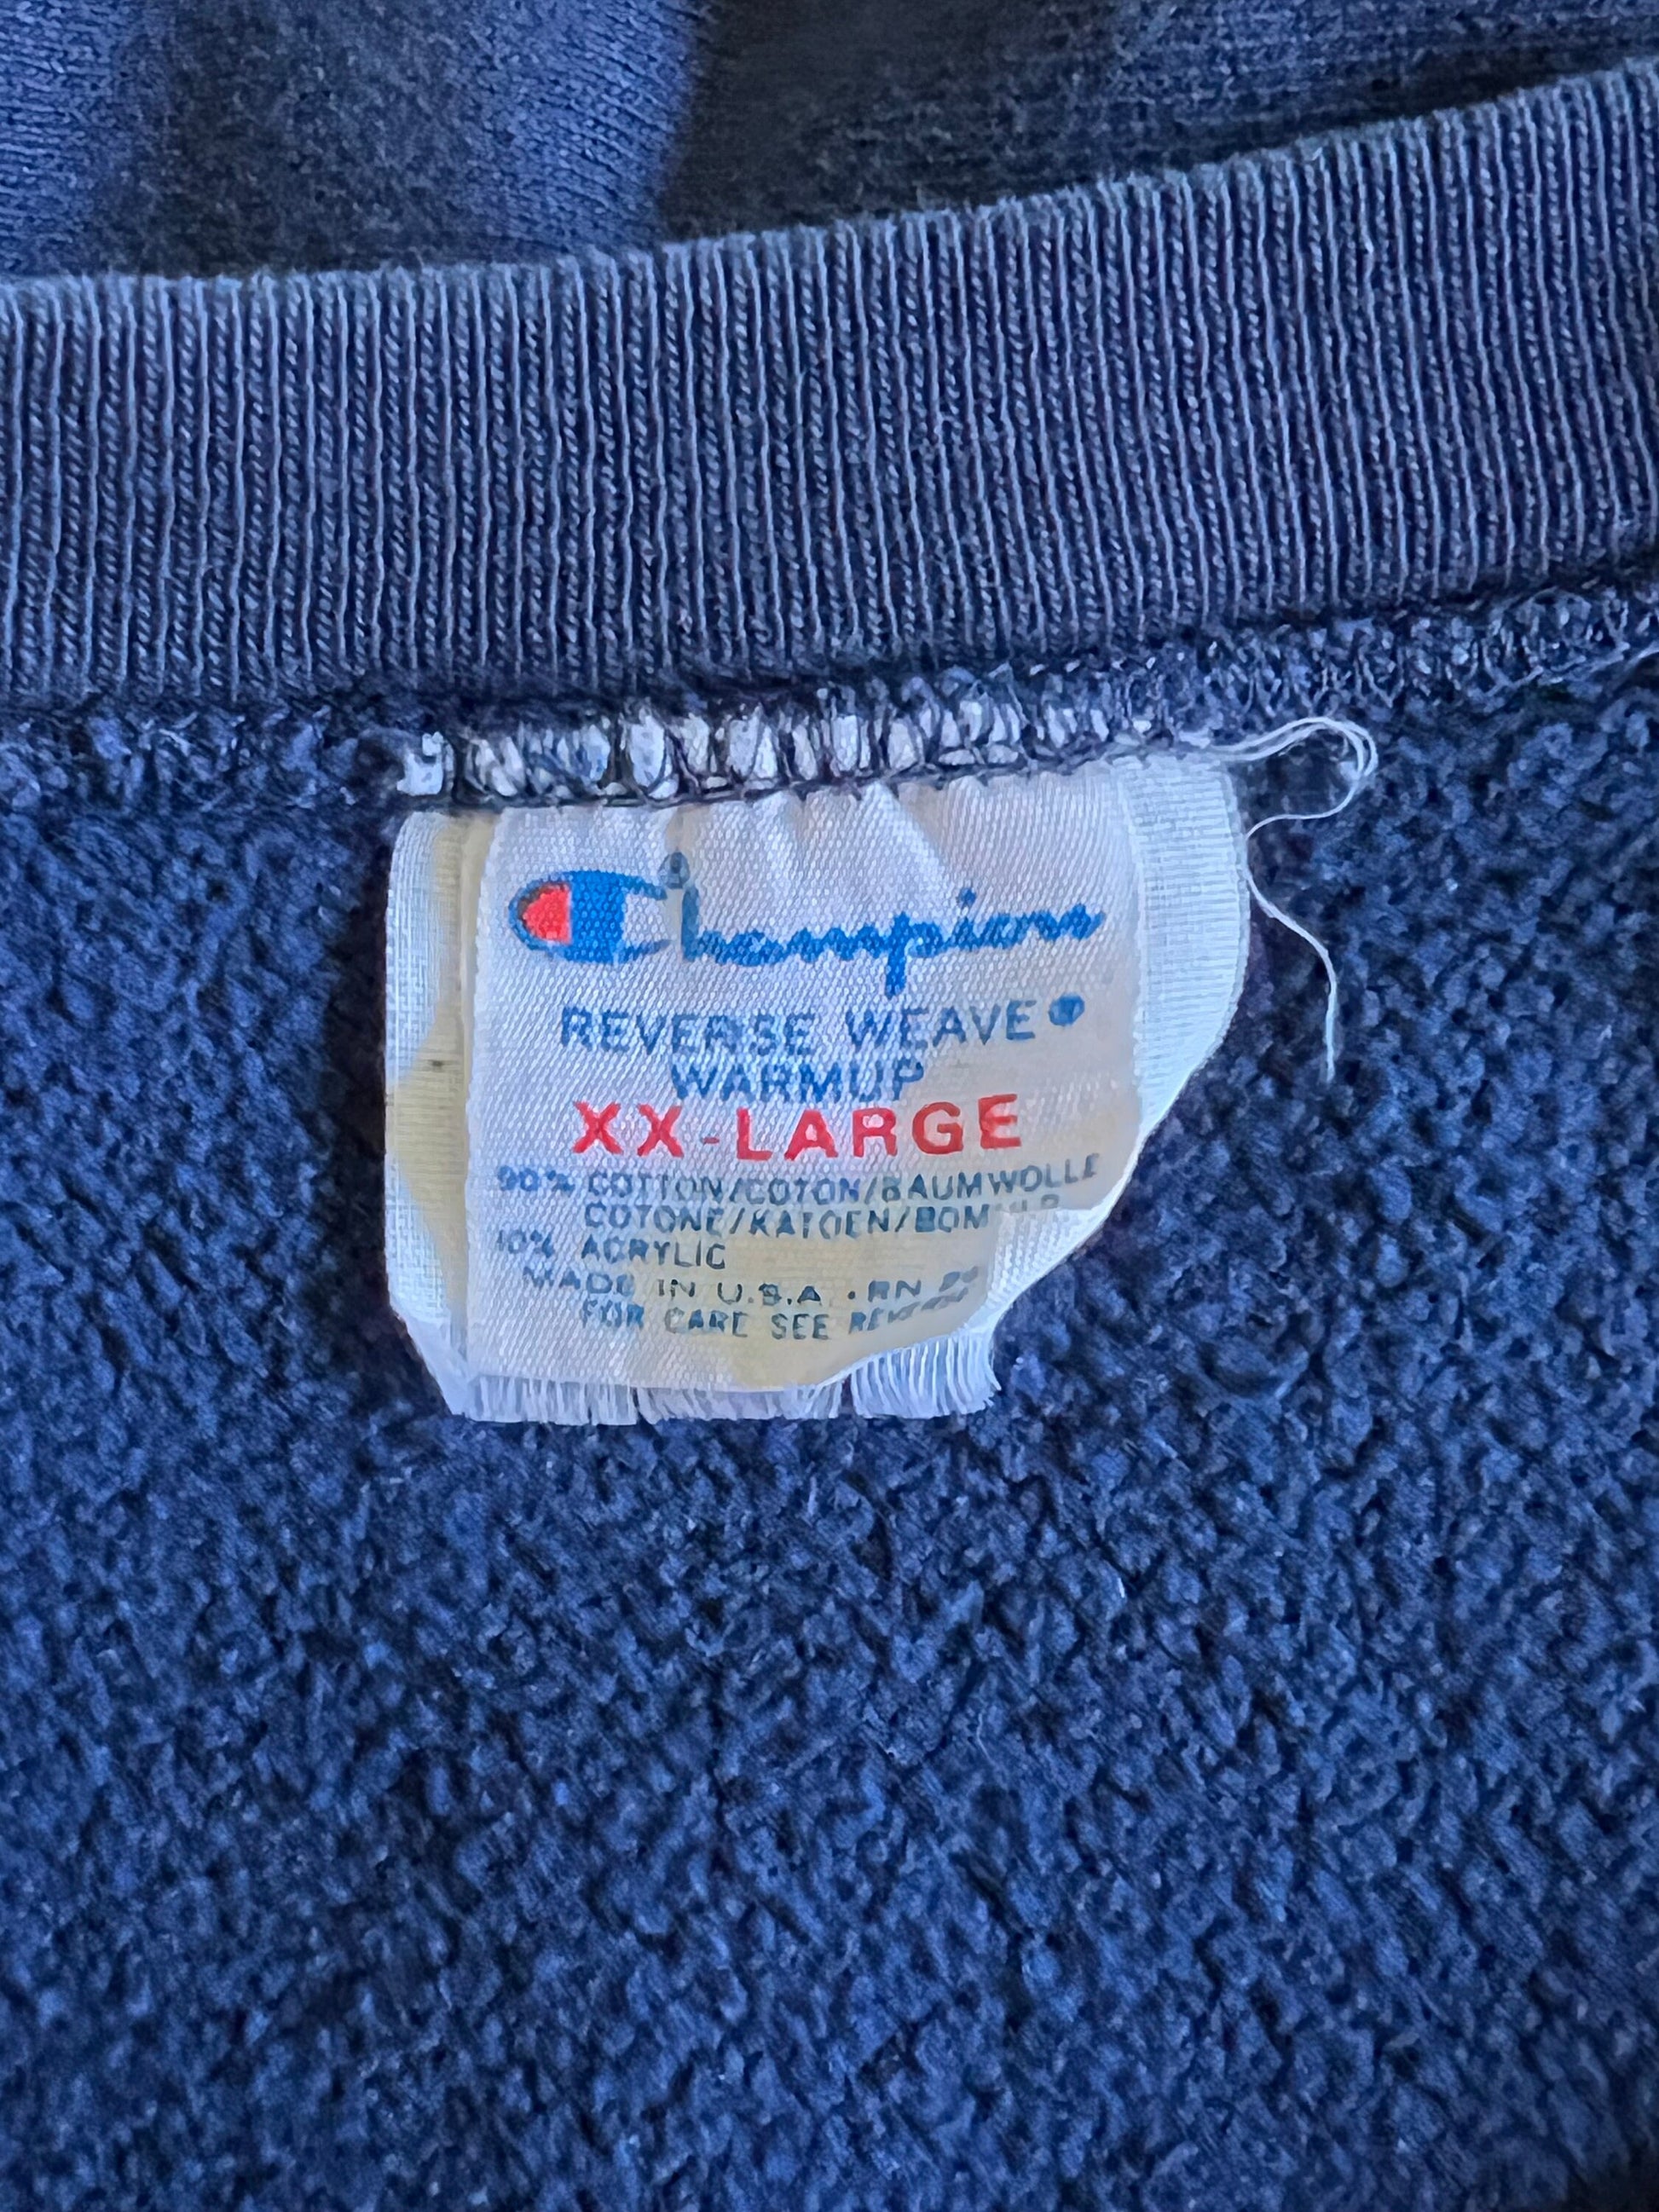 Champion
REVERSE WEAVE®
WARMUP
XX-LARGE
90% COTTON/COTON/BAUMWOLLE
COTONE/KATOEN/
10% ACRYLIC
MADE IN U.S.A. • RN
FOR CARE SEE